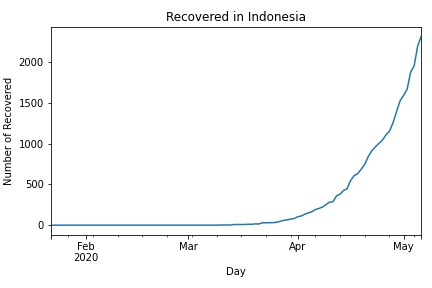 Recovered in Indonesia
Number of Recovered
2000
1500
1000
500
0
Feb
2020
Mar
Apr
May
Day